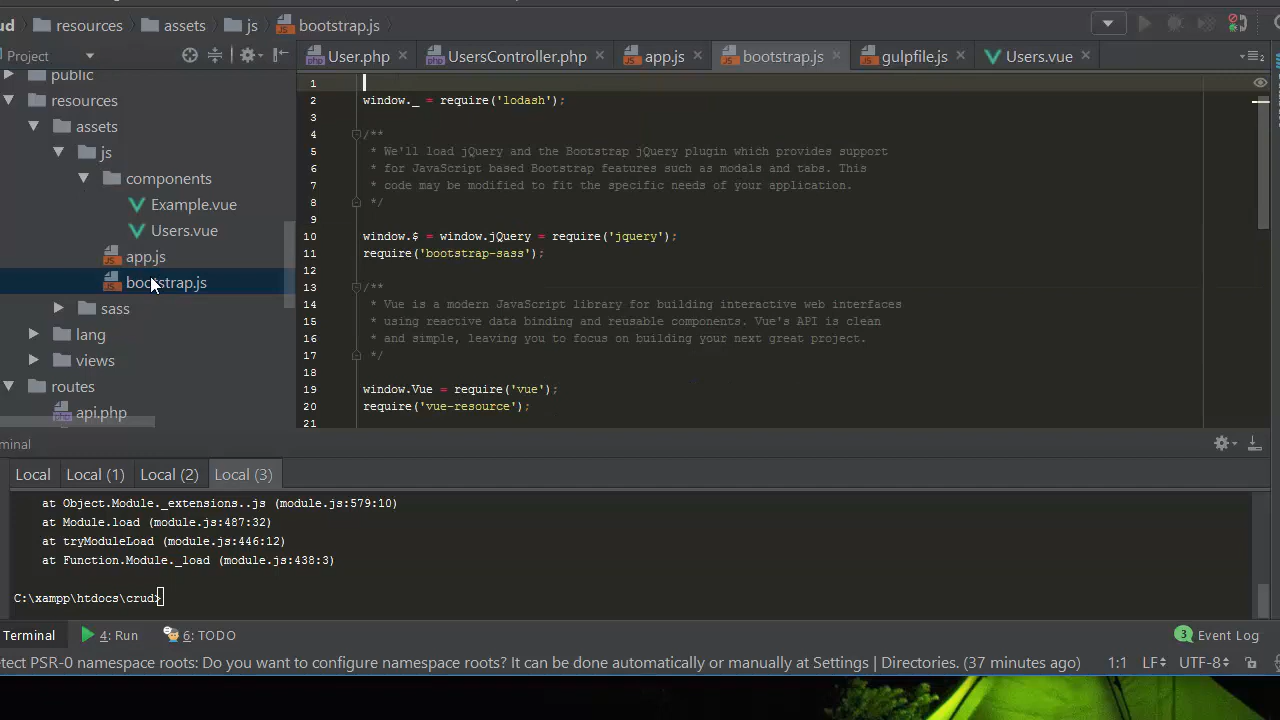 ud resources assets js bootstrap.js
Project
User.php UsersController.php app.js bootstrap.js gulpfile.js Users.vue
public
resources
assets
js
components
Example.vue
Users.vue
app.js
bootstrap.js
sass
lang
views
routes
api.php
1
2 window._ = require('lodash');
3
4 /**
5 * We'll load jQuery and the Bootstrap jQuery plugin which provides support
6 * for JavaScript based Bootstrap features such as modals and tabs. This
7 * code may be modified to fit the specific needs of your application.
8 */
9
10 window.$ = window.jQuery = require('jquery');
11 require('bootstrap-sass');
12
13 /**
14 * Vue is a modern JavaScript library for building interactive web interfaces
15 * using reactive data binding and reusable components. Vue's API is clean
16 * and simple, leaving you to focus on building your next great project.
17 */
18
19 window.Vue = require('vue');
20 require('vue-resource');
21
minal
Local Local (1) Local (2) Local (3)
at Object.Module._extensions..js (module.js:579:10)
at Module.load (module.js:487:32)
at tryModuleLoad (module.js:446:12)
at Function.Module._load (module.js:438:3)
C:\xampp\htdocs\crud>
Terminal 4: Run 6: TODO 3 Event Log
etect PSR-0 namespace roots: Do you want to configure namespace roots? It can be done automatically or manually at Settings | Directories. (37 minutes ago) 1:1 LF UTF-8